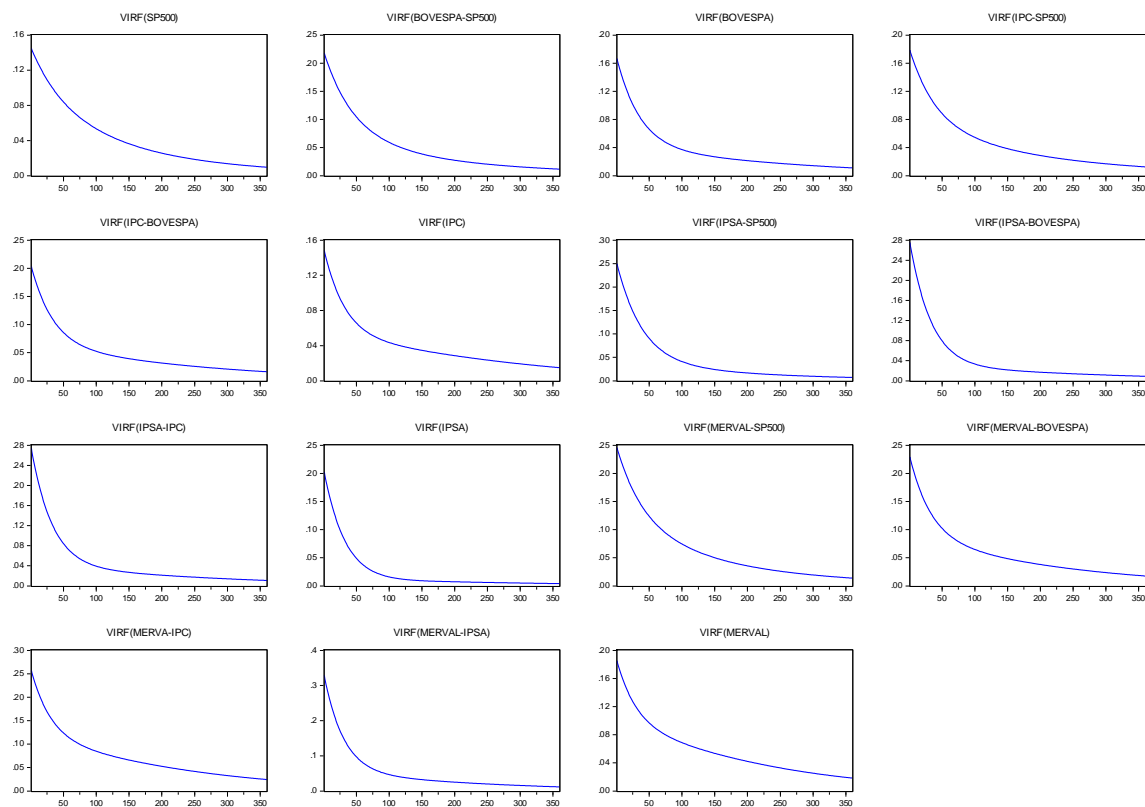 VIRF(SP500) VIRF(BOVESPA-SP500) VIRF(BOVESPA) VIRF(IPC-SP500)
.16 .25 .20 .20
.20 .16 .16
.12
.15 .12 .12
.08
.10 .08 .08
.04
.05 .04 .04
.00 .00 .00 .00
50 100 150 200 250 300 350 50 100 150 200 250 300 350 50 100 150 200 250 300 350 50 100 150 200 250 300 350
VIRF(IPC-BOVESPA) VIRF(IPC) VIRF(IPSA-SP500) VIRF(IPSA-BOVESPA)
.25 .16 .30 .28
.25 .24
.20
.12
.20 .20
.15
.16
.08 .15
.10 .12
.10
.08
.04
.05
.05 .04
.00 .00 .00 .00
50 100 150 200 250 300 350 50 100 150 200 250 300 350 50 100 150 200 250 300 350 50 100 150 200 250 300 350
VIRF(IPSA-IPC) VIRF(IPSA) VIRF(MERVAL-SP500) VIRF(MERVAL-BOVESPA)
.28 .25 .25 .25
.24
.20 .20 .20
.20
.16 .15 .15 .15
.12
.10 .10 .10
.08
.05 .05 .05
.04
.00 .00 .00 .00
50 100 150 200 250 300 350 50 100 150 200 250 300 350 50 100 150 200 250 300 350 50 100 150 200 250 300 350
VIRF(MERVA-IPC) VIRF(MERVAL-IPSA) VIRF(MERVAL)
.30 .4 .20
.25
.16
.3
.20
.12
.15 .2
.08
.10
.1
.04
.05
.00 .0 .00
50 100 150 200 250 300 350 50 100 150 200 250 300 350 50 100 150 200 250 300 350